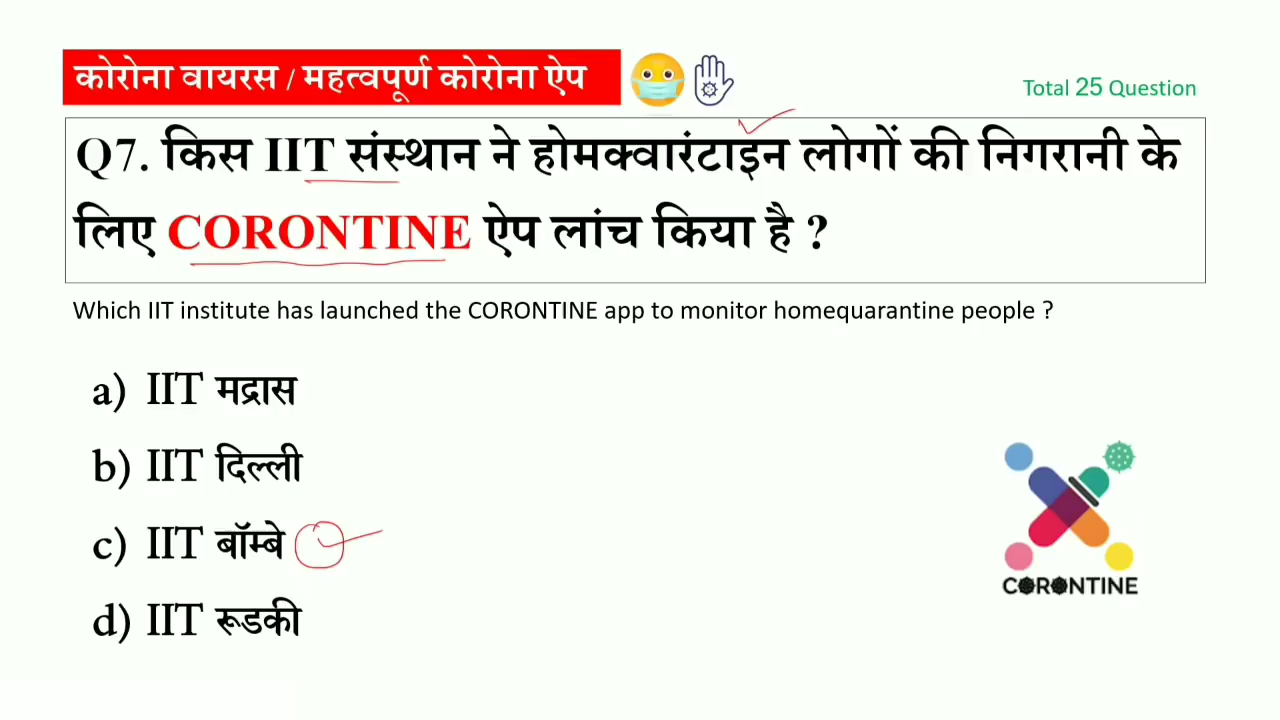 कोरोना वायरस / महत्वपूर्ण कोरोना ऐप
Total 25 Question
Q7. किस IIT संस्थान ने होमक्वारंटाइन लोगों की निगरानी के
लिए CORONTINE ऐप लांच किया है ?
Which IIT institute has launched the CORONTINE app to monitor homequarantine people ?
a) IIT मद्रास
b) IIT दिल्ली
c) IIT बॉम्बे
d) IIT रूडकी
CORONTINE